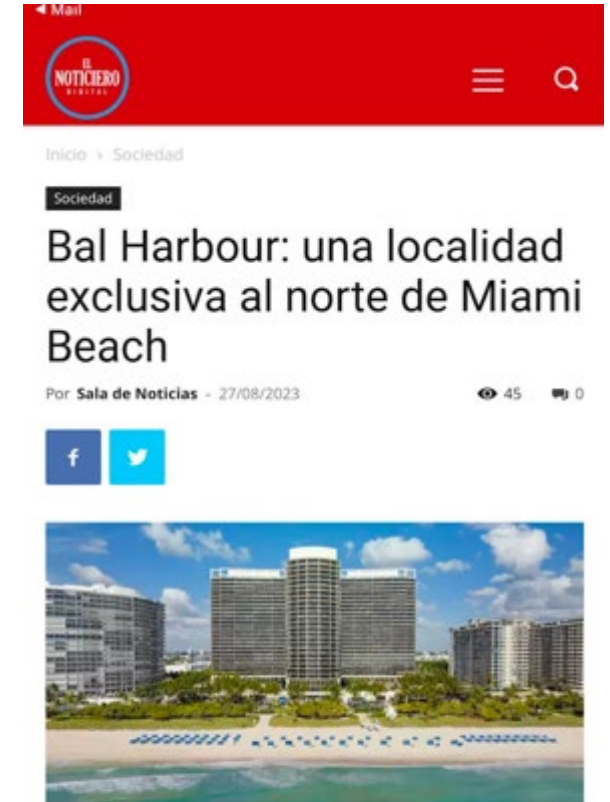 Mail
EL
NOTICIERO
DIGITAL
Inicio › Sociedad
Sociedad
Bal Harbour: una localidad
exclusiva al norte de Miami
Beach
Por Sala de Noticias - 27/08/2023 45 0
f